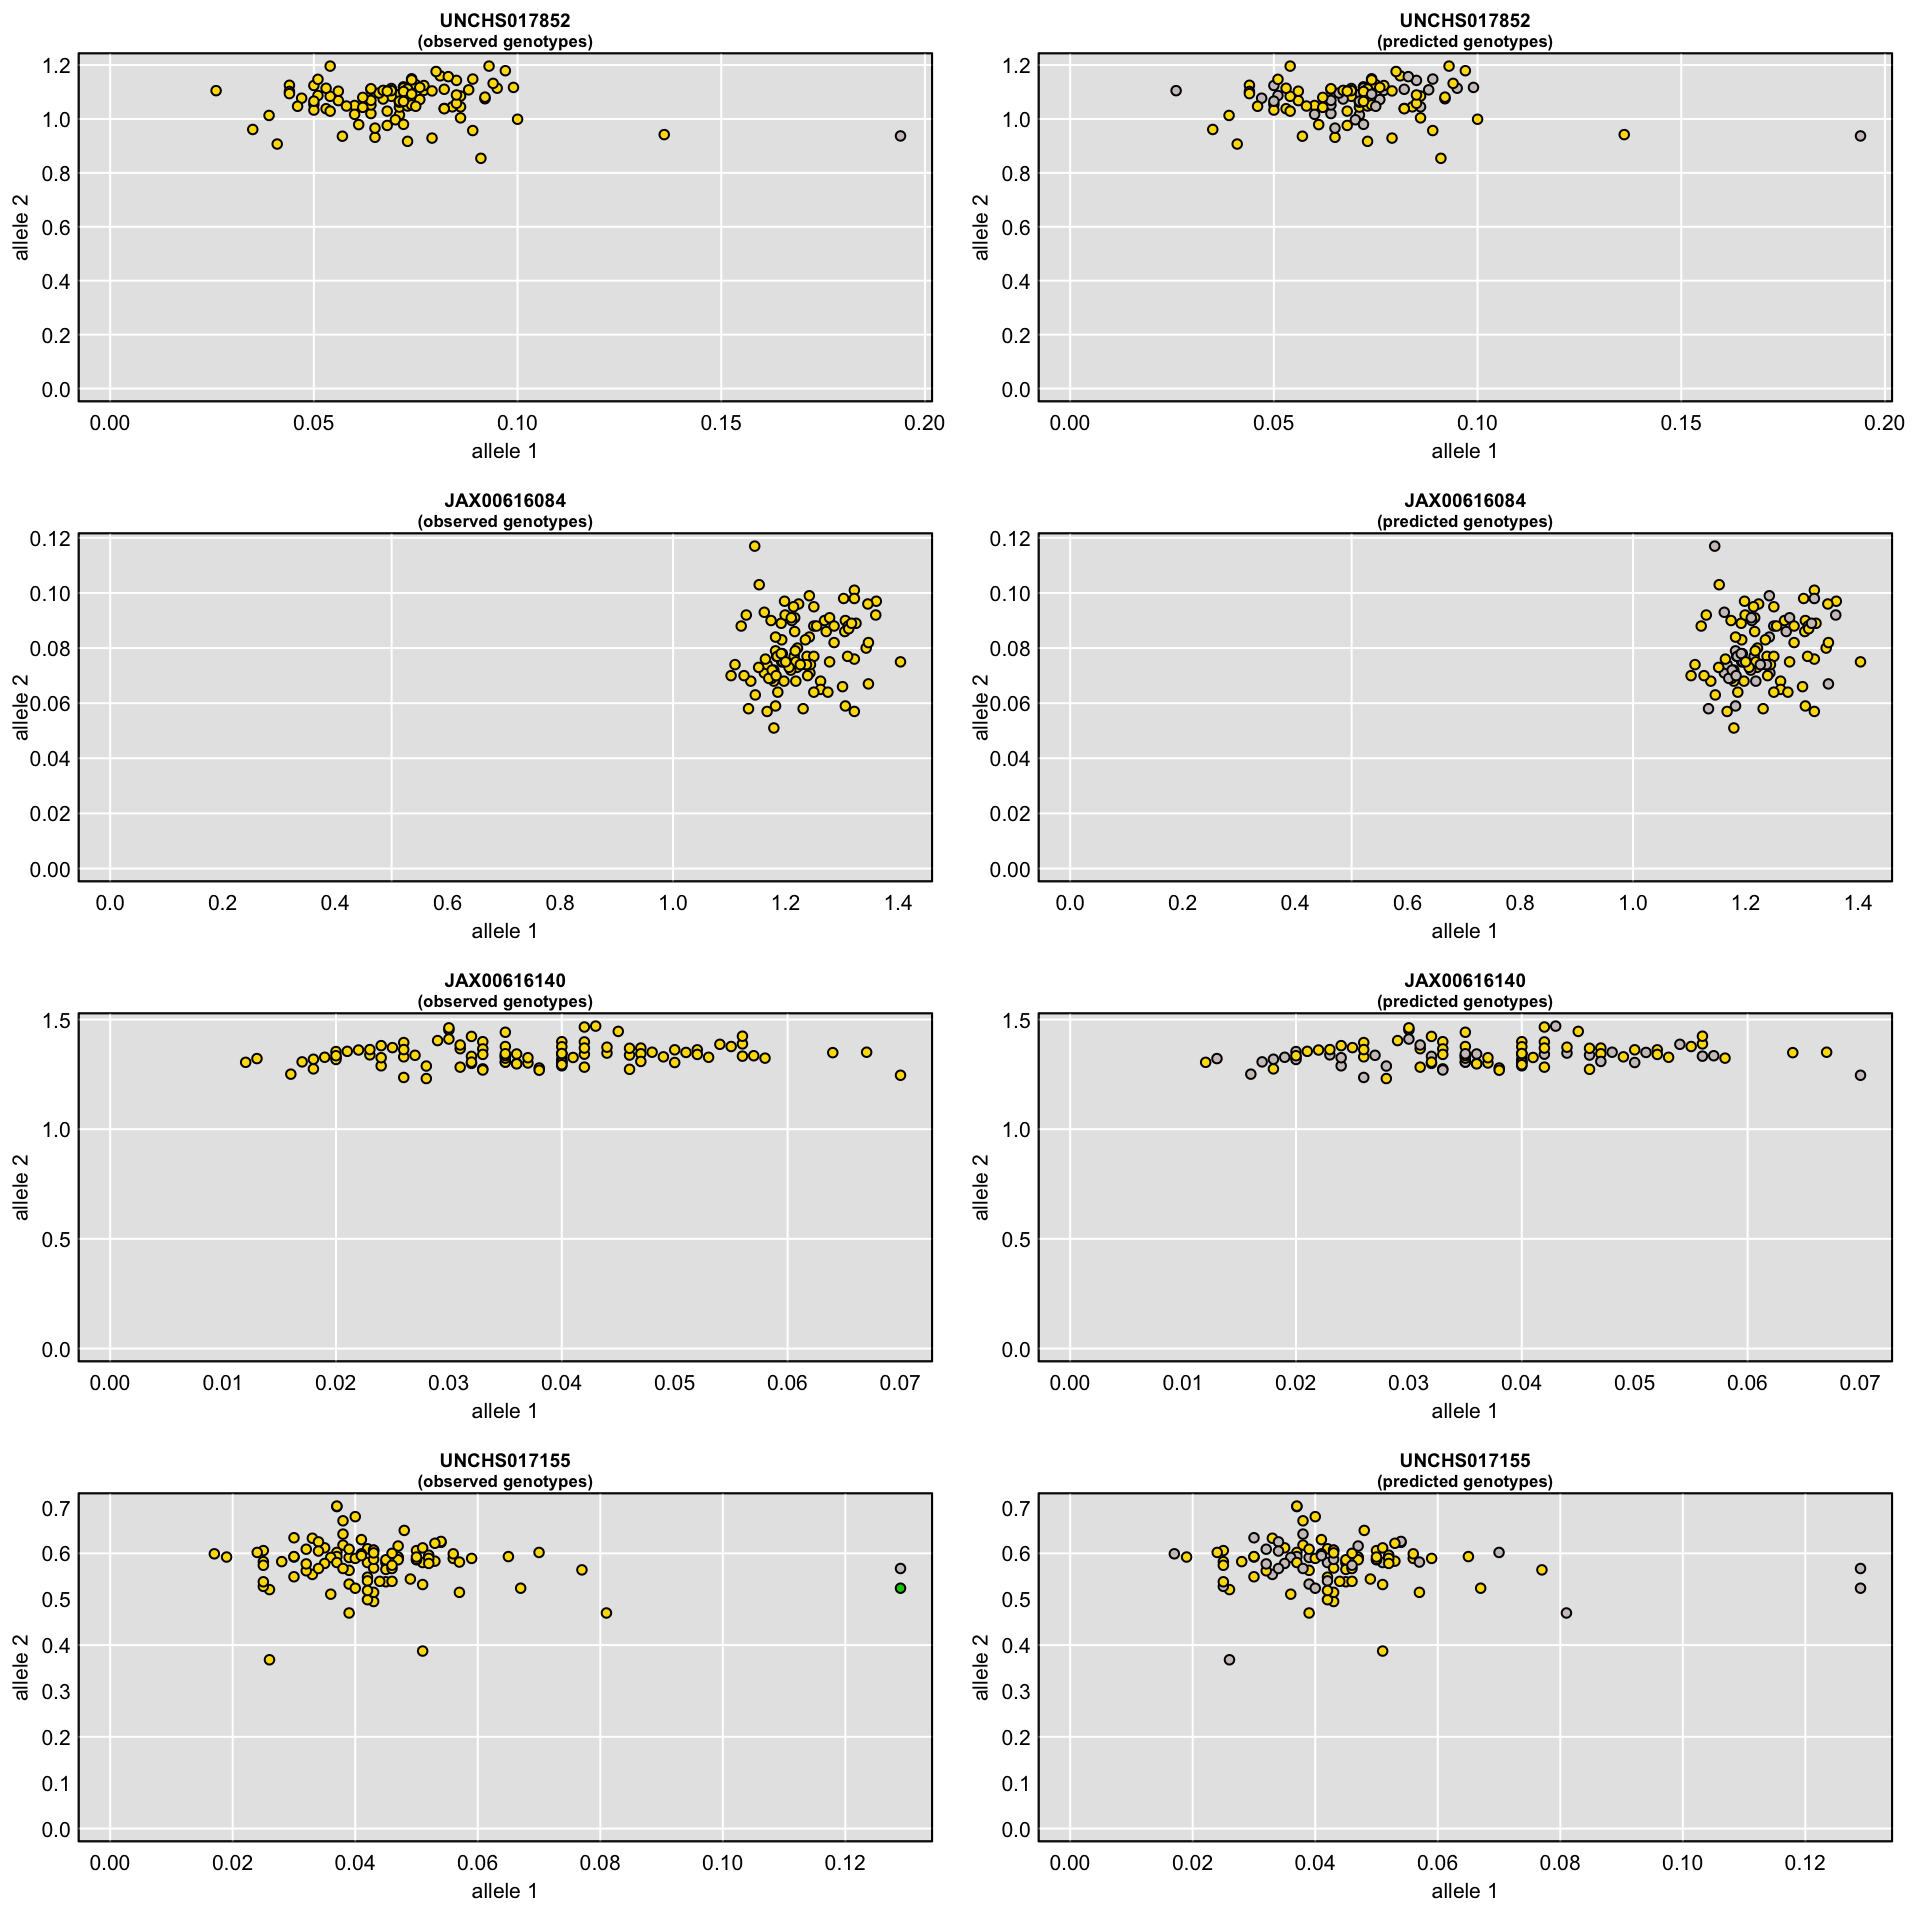 UNCHS017852
(observed genotypes)
1.2
1.0
0.8
0.6
0.4
0.2
0.0
allele 2
0.00 0.05 0.10 0.15 0.20
allele 1
UNCHS017852
(predicted genotypes)
1.2
1.0
0.8
0.6
0.4
0.2
0.0
allele 2
0.00 0.05 0.10 0.15 0.20
allele 1
JAX00616084
(observed genotypes)
0.12
0.10
0.08
0.06
0.04
0.02
0.00
allele 2
0.0 0.2 0.4 0.6 0.8 1.0 1.2 1.4
allele 1
JAX00616084
(predicted genotypes)
0.12
0.10
0.08
0.06
0.04
0.02
0.00
allele 2
0.0 0.2 0.4 0.6 0.8 1.0 1.2 1.4
allele 1
JAX00616140
(observed genotypes)
1.5
1.0
0.5
0.0
allele 2
0.00 0.01 0.02 0.03 0.04 0.05 0.06 0.07
allele 1
JAX00616140
(predicted genotypes)
1.5
1.0
0.5
0.0
allele 2
0.00 0.01 0.02 0.03 0.04 0.05 0.06 0.07
allele 1
UNCHS017155
(observed genotypes)
0.7
0.6
0.5
0.4
0.3
0.2
0.1
0.0
allele 2
0.00 0.02 0.04 0.06 0.08 0.10 0.12
allele 1
UNCHS017155
(predicted genotypes)
0.7
0.6
0.5
0.4
0.3
0.2
0.1
0.0
allele 2
0.00 0.02 0.04 0.06 0.08 0.10 0.12
allele 1